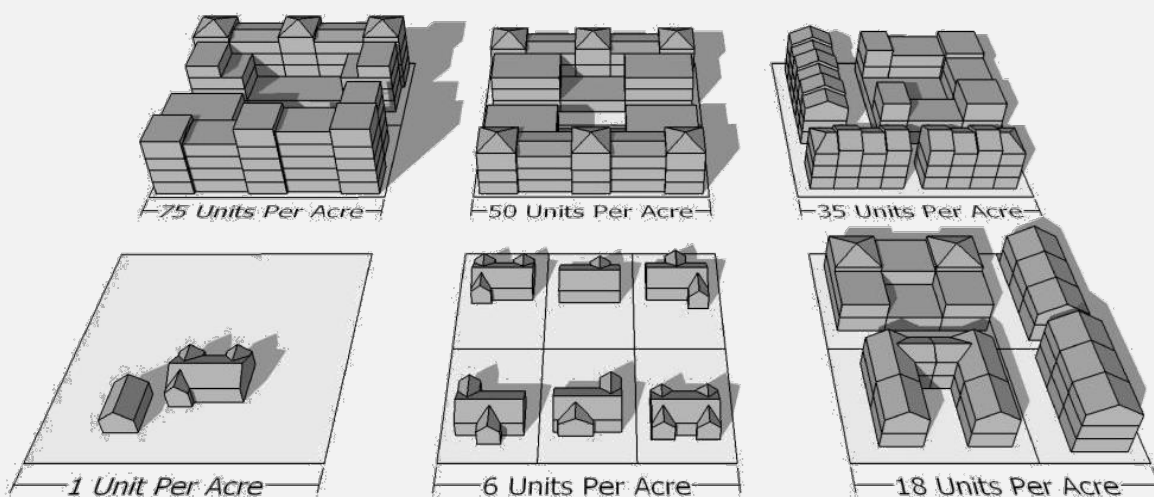 75 Units Per Acre
50 Units Per Acre
35 Units Per Acre
1 Unit Per Acre
6 Units Per Acre
18 Units Per Acre